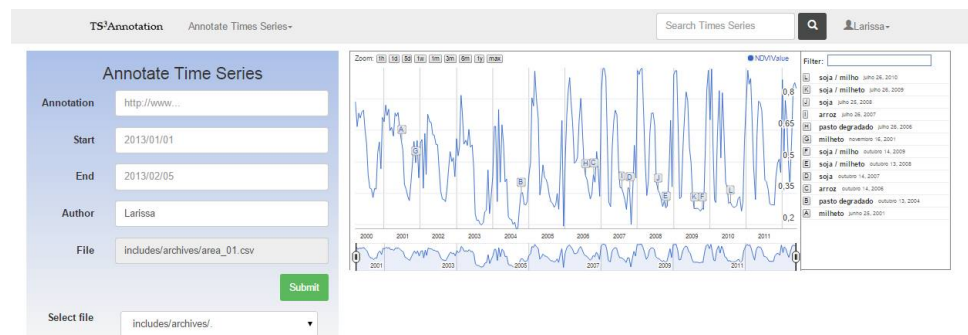 TS³Annotation Annotate Times Series Search Times Series Larissa
Annotate Time Series
Annotation http://www...
Start 2013/01/01
End 2013/02/05
Author Larissa
File includes/archives/area_01.csv
Submit
Select file includes/archives/.
Zoom: 1h 1d 5d 1w 1m 3m 6m 1y max NDVIValue
0,8
0,65
0,5
0,35
0,2
A
G
B
H C
I D
J
E
K F
L
2000 2001 2002 2003 2004 2005 2006 2007 2008 2009 2010 2011
2001 2003 2005 2007 2009 2011
Filter:
L soja / milho julho 26, 2010
K soja / milheto julho 26, 2009
J soja julho 25, 2008
I arroz julho 26, 2007
H pasto degradado julho 26, 2006
G milheto novembro 16, 2001
F soja / milho outubro 14, 2009
E soja / milheto outubro 13, 2008
D soja outubro 14, 2007
C arroz outubro 14, 2006
B pasto degradado outubro 13, 2004
A milheto junho 25, 2001